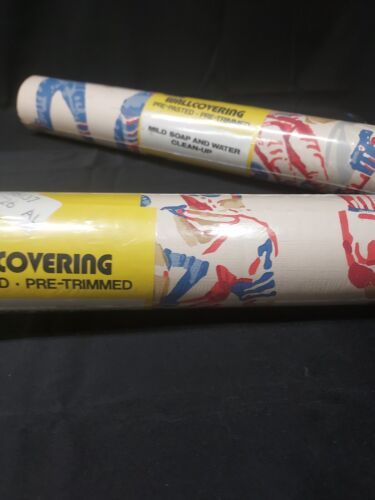 WALLCOVERING
PRE-PASTED · PRE-TRIMMED
MILD SOAP AND WATER
CLEAN-UP
COVERING
D · PRE-TRIMMED